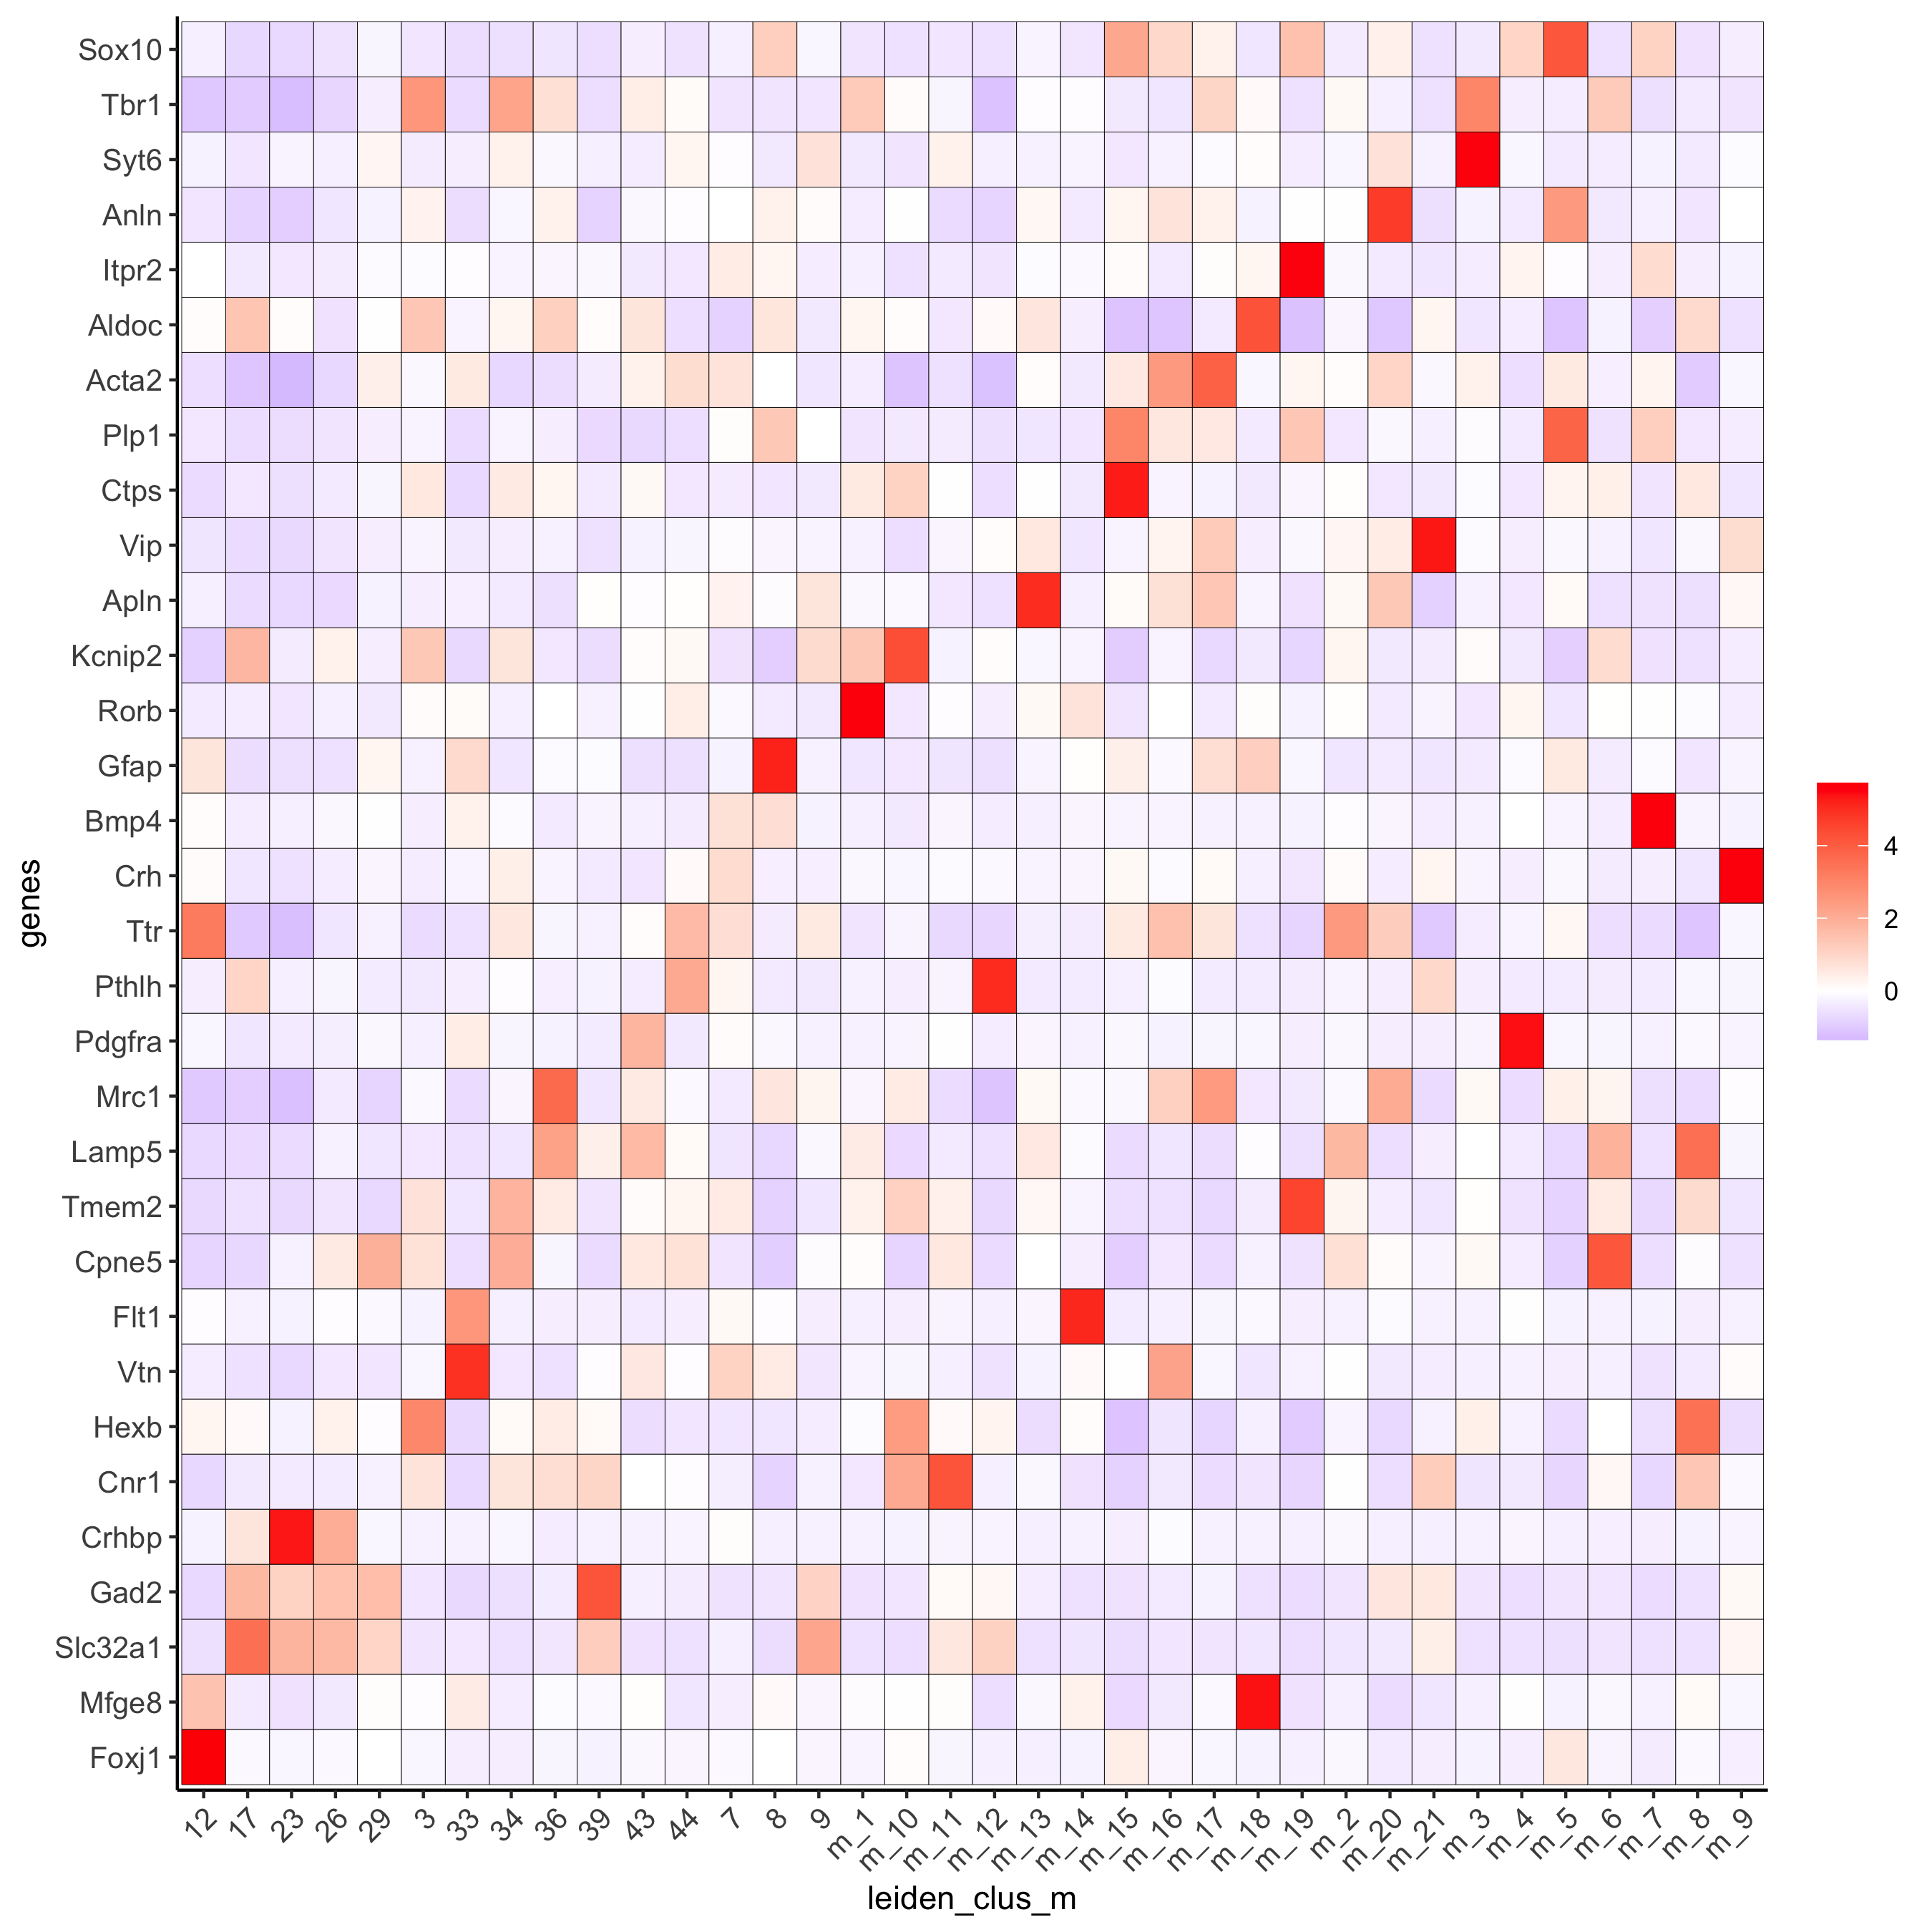 Sox10
Tbr1
Syt6
Anln
Itpr2
Aldoc
Acta2
Plp1
Ctps
Vip
Apln
Kcnip2
Rorb
Gfap
Bmp4
Crh
Ttr
Pthlh
Pdgfra
Mrc1
Lamp5
Tmem2
Cpne5
Flt1
Vtn
Hexb
Cnr1
Crhbp
Gad2
Slc32a1
Mfge8
Foxj1
genes
12 17 23 26 29 3 33 34 36 39 43 44 7 8 9 m_1 m_10 m_11 m_12 m_13 m_14 m_15 m_16 m_17 m_18 m_19 m_2 m_20 m_21 m_3 m_4 m_5 m_6 m_7 m_8 m_9
leiden_clus_m
4
2
0